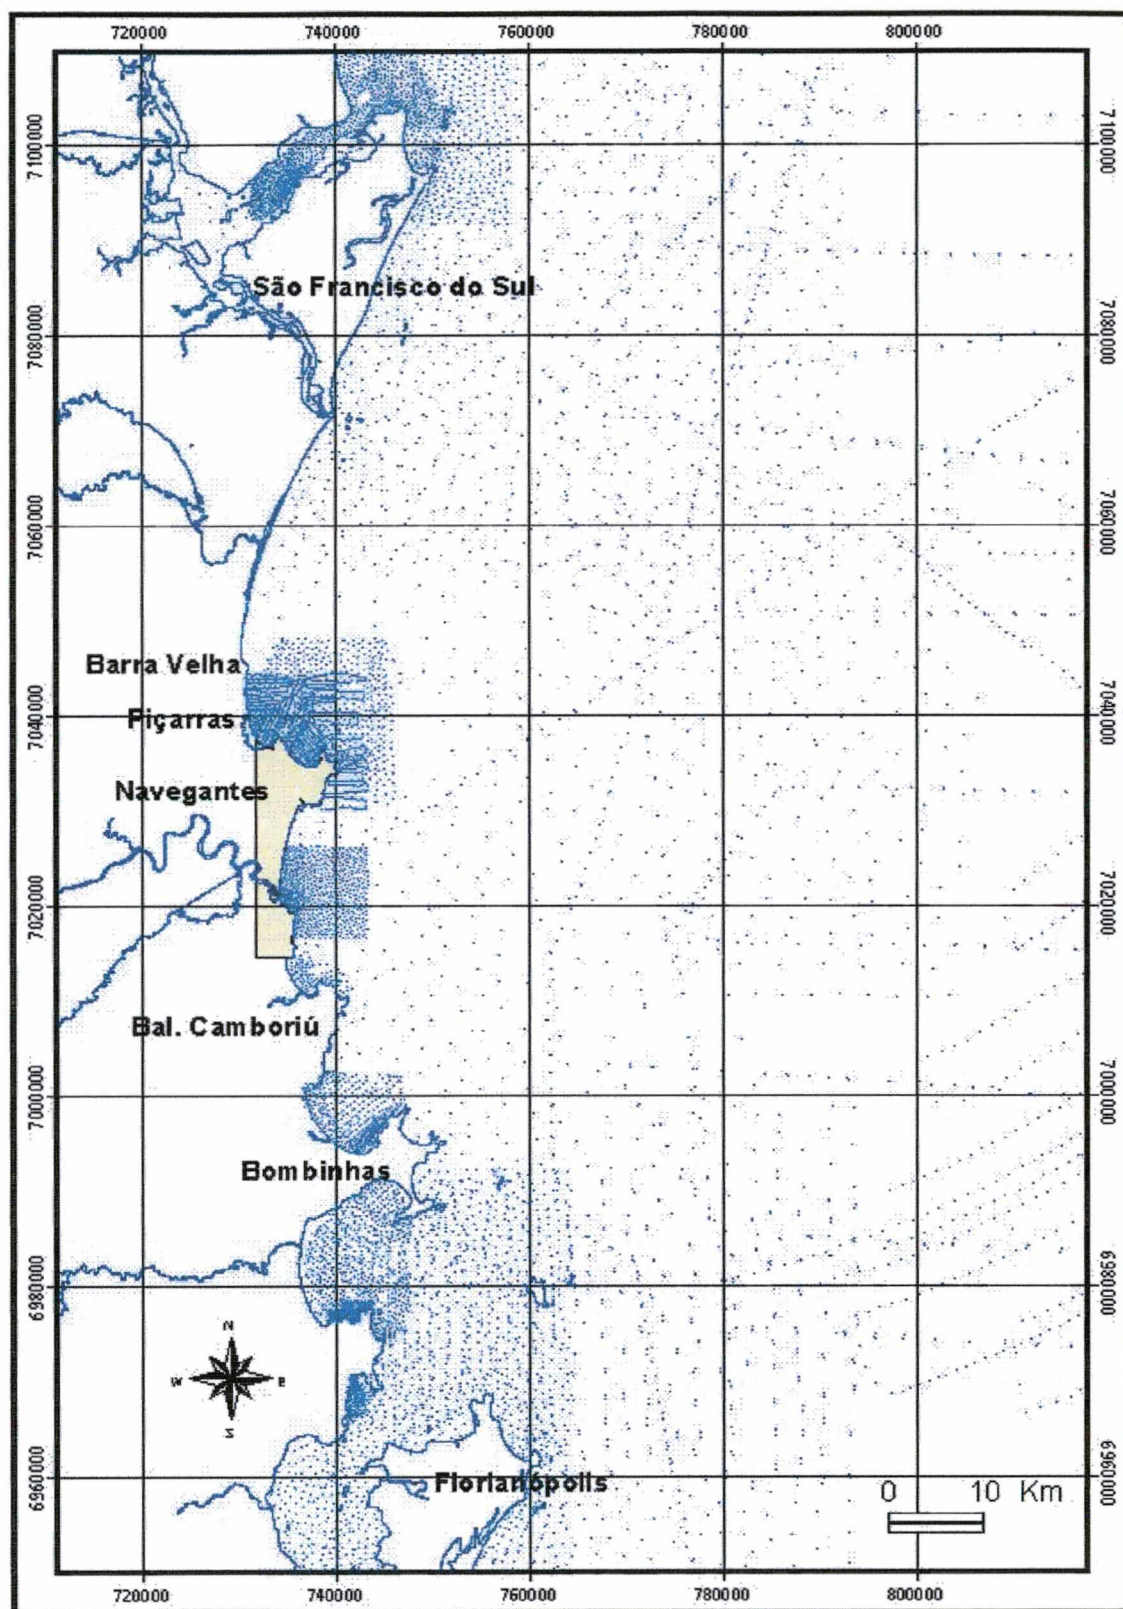 720000 740000 760000 780000 800000
7100000 7100000
São Francisco do Sul
7080000 7080000
7060000 7060000
Barra Velha
Piçarras
7040000 7040000
Navegantes
7020000 7020000
Bal. Camboriú
7000000 7000000
Bombinhas
6980000 6980000
N
W E
S
Florianópolis
6960000 6960000
0 10 Km
720000 740000 760000 780000 800000